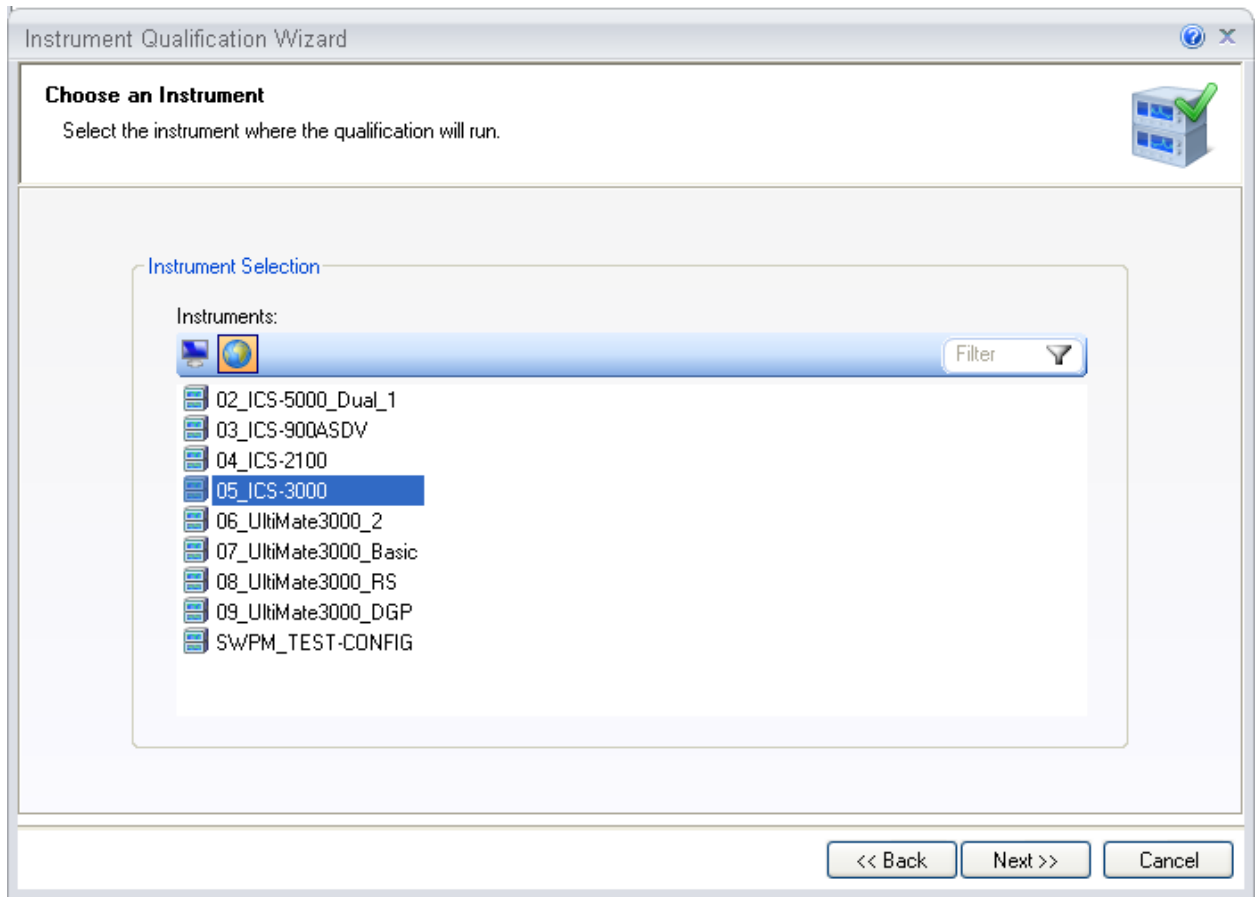 Instrument Qualification Wizard
Choose an Instrument
Select the instrument where the qualification will run.
Instrument Selection
Instruments:
Filter
02_ICS-5000_Dual_1
03_ICS-900ASDV
04_ICS-2100
05_ICS-3000
06_UltiMate3000_2
07_UltiMate3000_Basic
08_UltiMate3000_RS
09_UltiMate3000_DGP
SWPM_TEST-CONFIG
<< Back Next >> Cancel